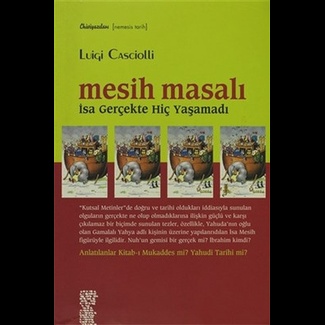 Chiviyazıları [nemesis tarih]
LUIGI CASCIOLLI
mesih masalı
İsa Gerçekte Hiç Yaşamadı
"Kutsal Metinler"de doğru ve tarihi oldukları iddiasıyla sunulan
olguların gerçekte ne olup olmadıklarına ilişkin güçlü ve karşı
çıkılamaz bir biçimde sunulan tezler, özellikle, Yahuda'nın oğlu
olan Gamalalı Yahya adlı kişinin üzerine yapılandırılan İsa Mesih
figürüyle ilgilidir. Nuh'un gemisi bir gerçek mi? İbrahim kimdi?
Anlatılanlar Kitab-ı Mukaddes mi? Yahudi Tarihi mi?